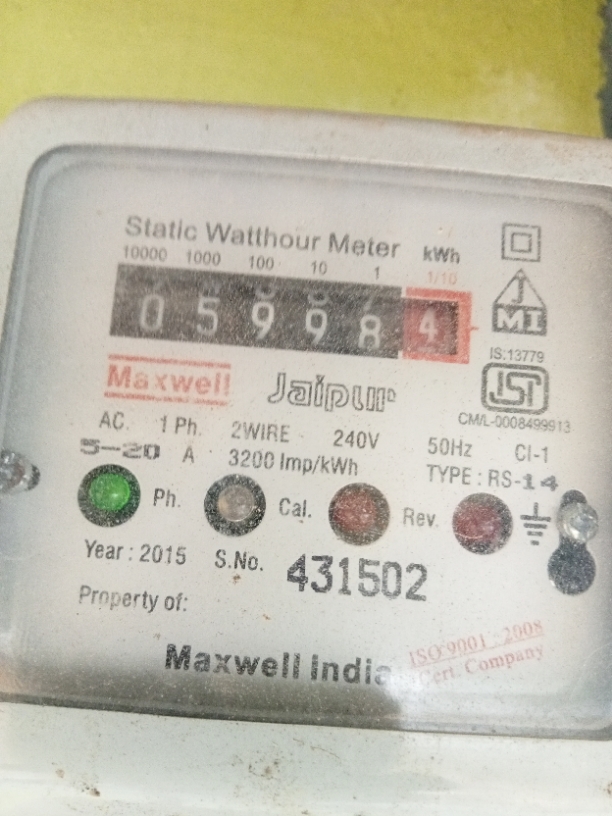 Static Watthour Meter kWh
10000 1000 100 10 1 1/10
0 5 9 9 8 4
J
MI
IS:13779
ISI
Maxwell Jaipur
CM/L-0008499913
AC. 1 Ph. 2WIRE 240V 50Hz Cl-1
5-20 A 3200 Imp/kWh TYPE : RS-14
Ph. Cal. Rev.
Year : 2015 S.No. 431502
Property of:
Maxwell India
ISO 9001 : 2008
Cert. Company